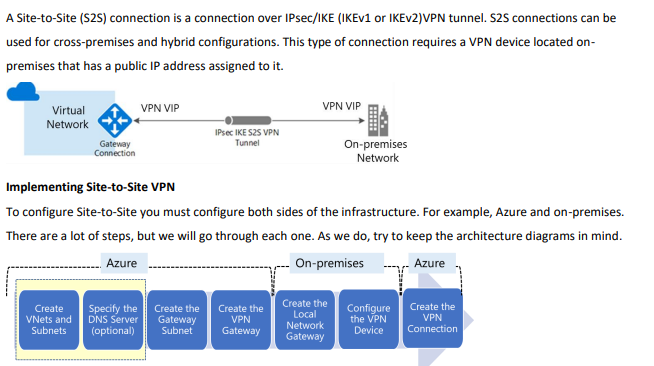 A Site-to-Site (S2S) connection is a connection over IPsec/IKE (IKEv1 or IKEv2)VPN tunnel. S2S connections can be
used for cross-premises and hybrid configurations. This type of connection requires a VPN device located on-
premises that has a public IP address assigned to it.
Virtual
Network
VPN VIP
VPN VIP
IPsec IKE S2S VPN
Tunnel
Gateway
Connection
On-premises
Network
Implementing Site-to-Site VPN
To configure Site-to-Site you must configure both sides of the infrastructure. For example, Azure and on-premises.
There are a lot of steps, but we will go through each one. As we do, try to keep the architecture diagrams in mind.
Azure
On-premises
Azure
Create
VNets and
Subnets
Specify the
DNS Server
(optional)
Create the
Gateway
Subnet
Create the
VPN
Gateway
Create the
Local
Network
Gateway
Configure
the VPN
Device
Create the
VPN
Connection